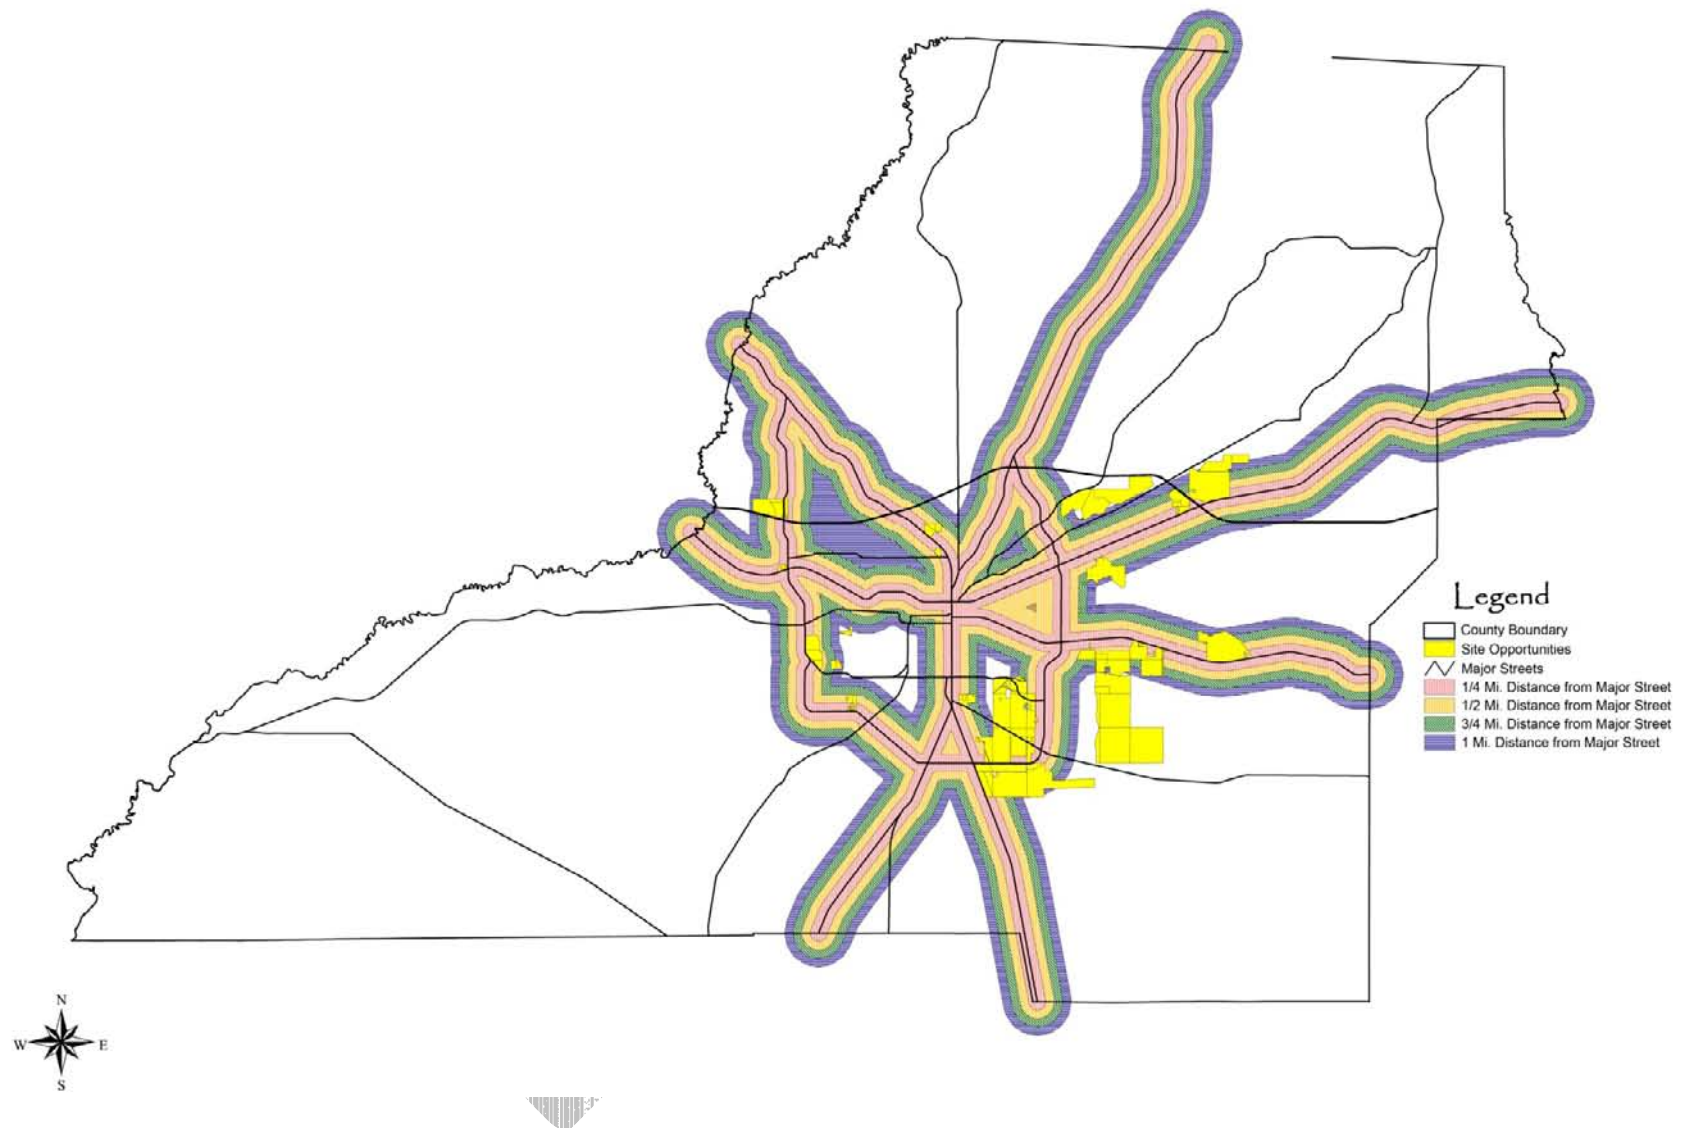 Legend
County Boundary
Site Opportunities
Major Streets
1/4 Mi. Distance from Major Street
1/2 Mi. Distance from Major Street
3/4 Mi. Distance from Major Street
1 Mi. Distance from Major Street
N
W E
S